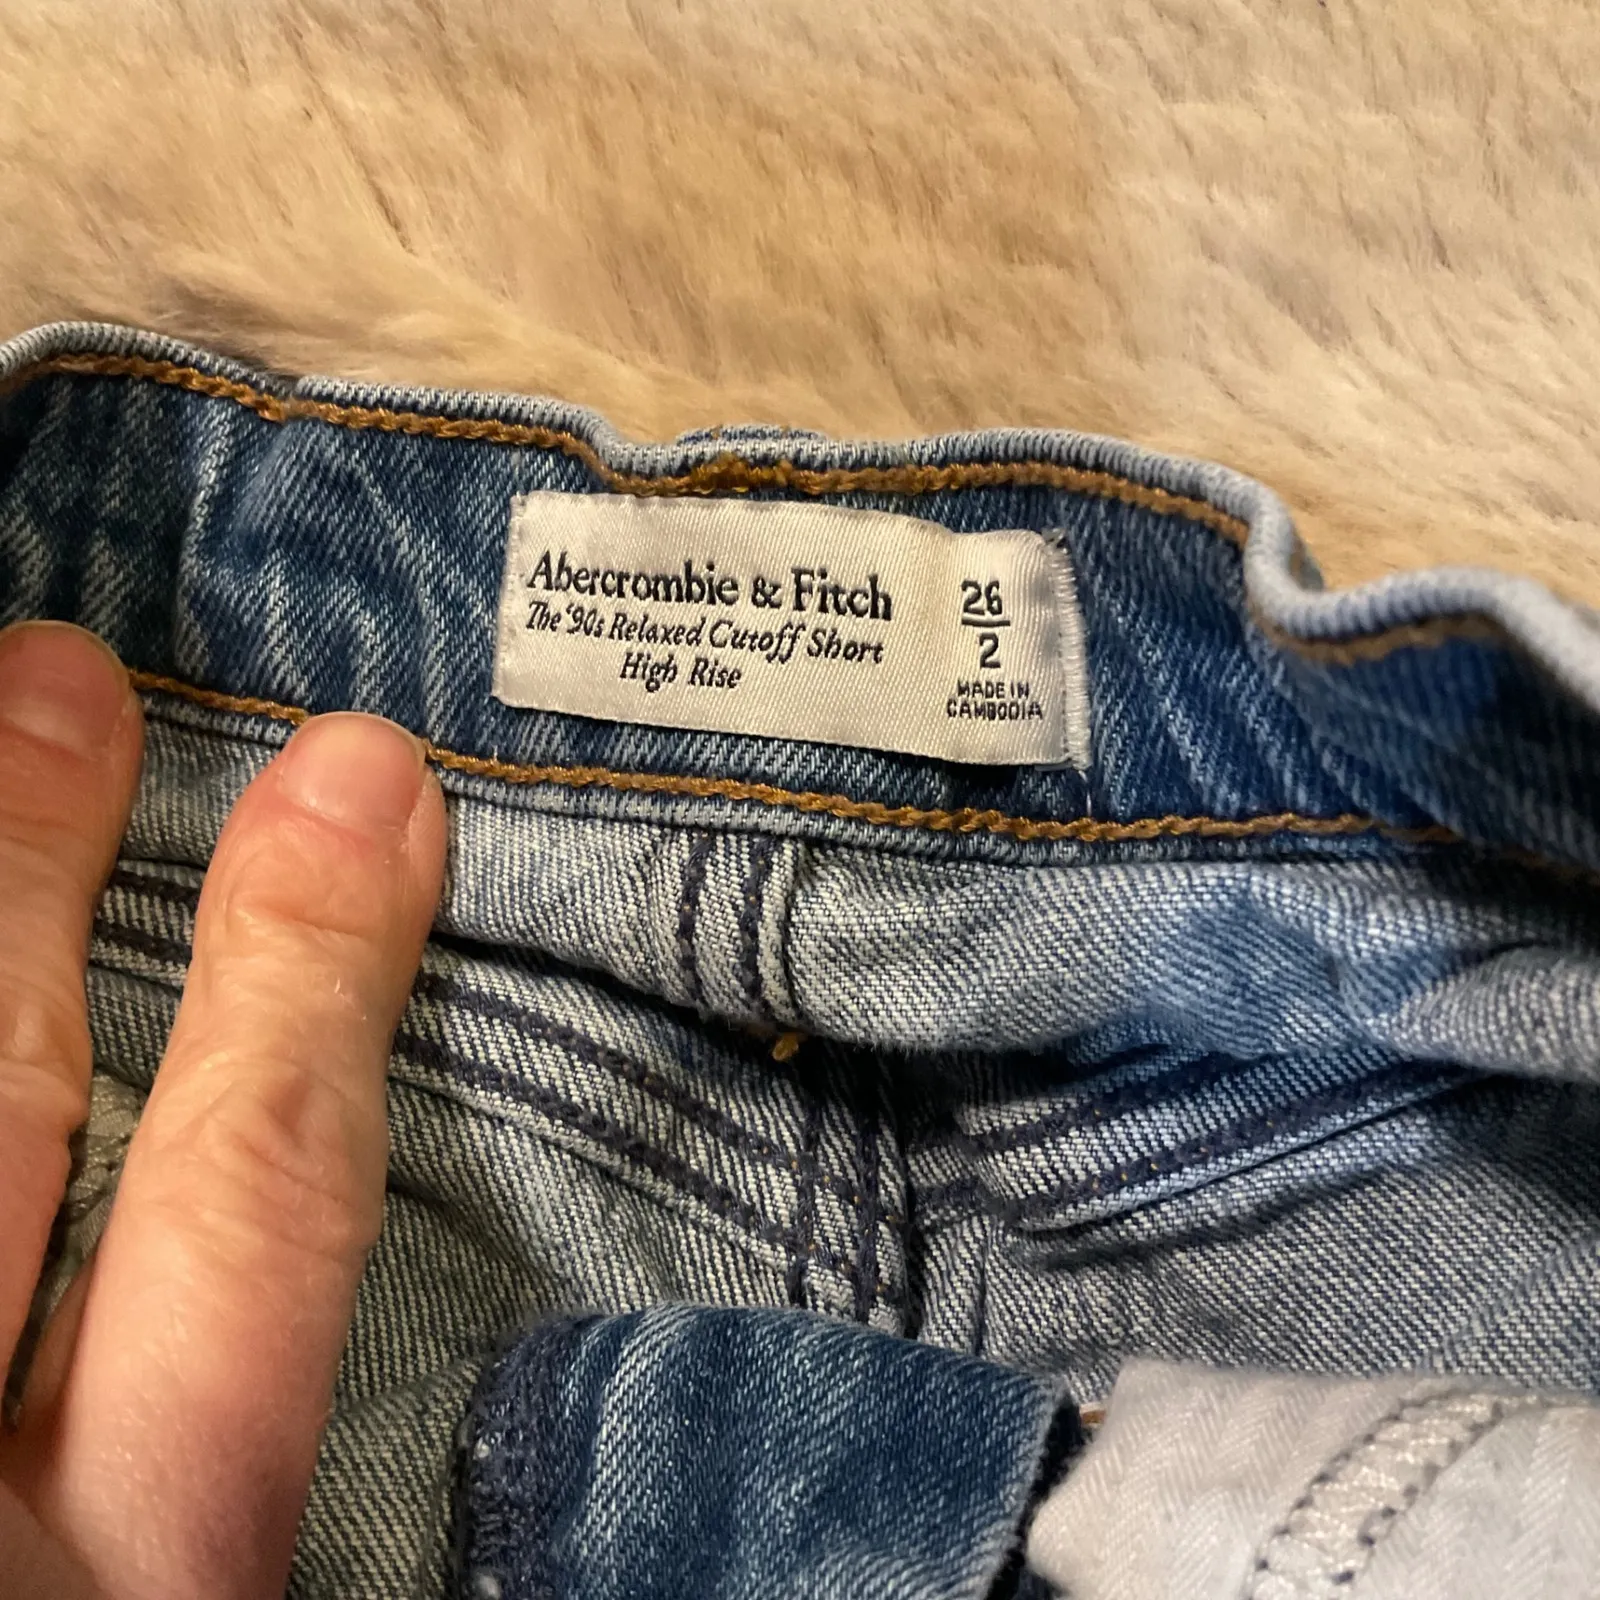 Abercrombie & Fitch
The '90s Relaxed Cutoff Short
High Rise
26
2
MADE IN
CAMBODIA